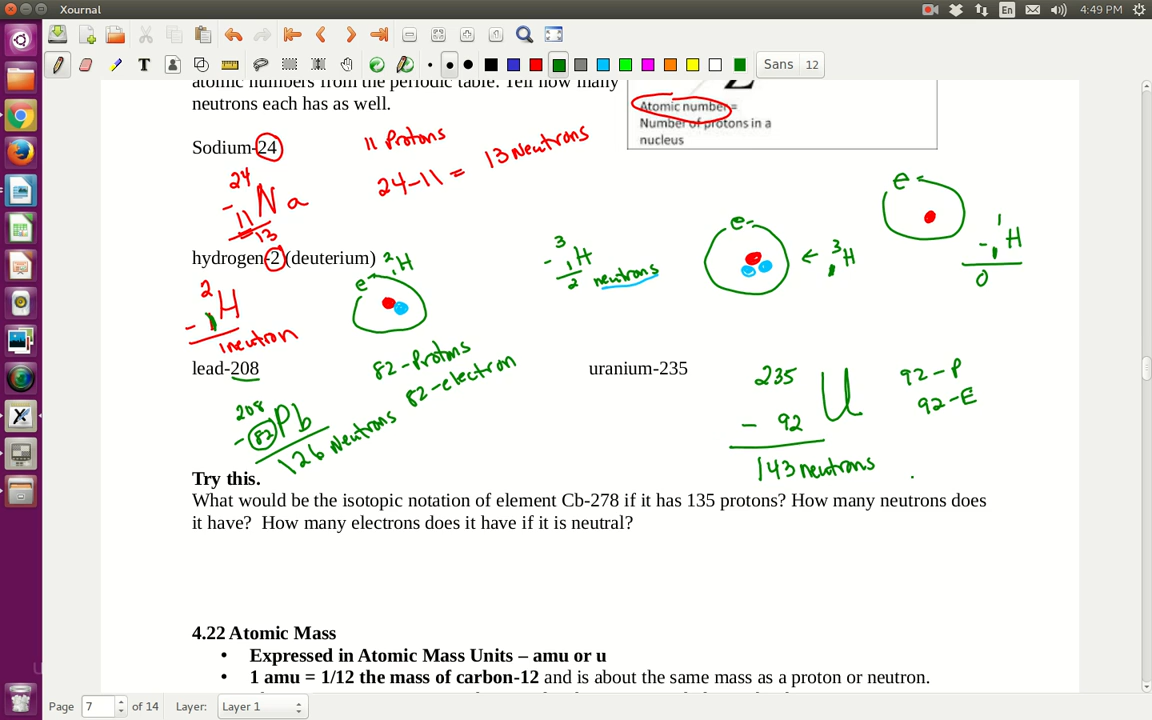 Xournal
En
4:49 PM
Sans 12
atomic numbers from the periodic table. Tell how many
neutrons each has as well.
Z
Atomic number =
Number of protons in a
nucleus
Sodium-24
11 Protons
24-11 = 13 Neutrons
24
- 11 Na
13
hydrogen-2 (deuterium)
2 1 H
e-
2
- 1 H
1 neutron
3
- 1 H
2 neutrons
e-
← 3 1 H
e-
1
- 1 H
0
lead-208
82-Protons
82-electron
208
- 82 Pb
126 Neutrons
uranium-235
235
- 92 U
143 neutrons
92-P
92-E
Try this.
What would be the isotopic notation of element Cb-278 if it has 135 protons? How many neutrons does
it have? How many electrons does it have if it is neutral?
4.22 Atomic Mass
• Expressed in Atomic Mass Units – amu or u
• 1 amu = 1/12 the mass of carbon-12 and is about the same mass as a proton or neutron.
Page 7 of 14 Layer: Layer 1